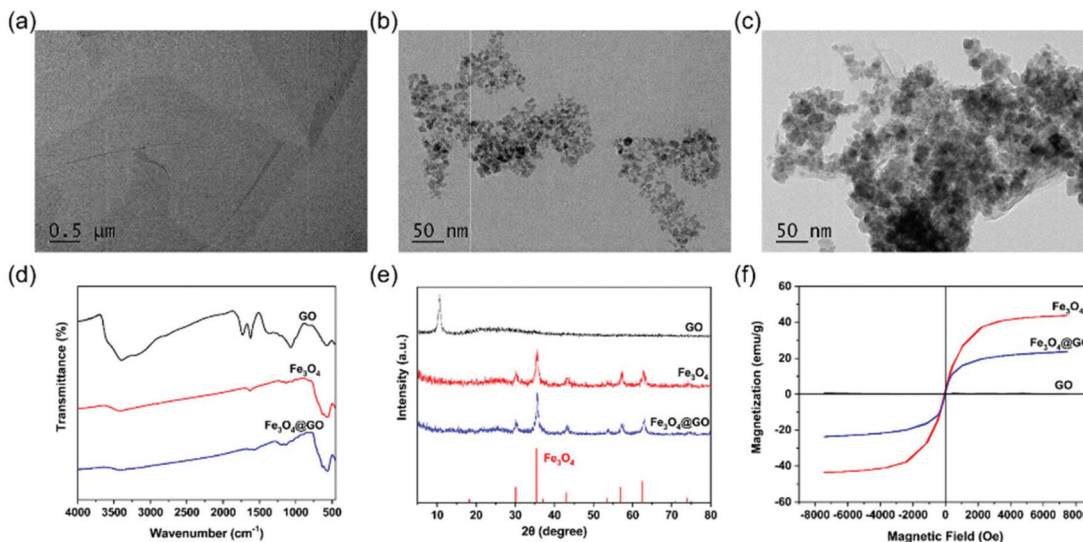 (a)
0.5 μm
(b)
50 nm
(c)
50 nm
(d)
Transmittance (%)
GO
Fe₃O₄
Fe₃O₄@GO
4000 3500 3000 2500 2000 1500 1000 500
Wavenumber (cm⁻¹)
(e)
Intensity (a.u.)
GO
Fe₃O₄
Fe₃O₄@GO
Fe₃O₄
10 20 30 40 50 60 70 80
2θ (degree)
(f)
Magnetization (emu/g)
60
40
20
0
-20
-40
-60
Fe₃O₄
Fe₃O₄@GO
GO
-8000 -6000 -4000 -2000 0 2000 4000 6000 8000
Magnetic Field (Oe)